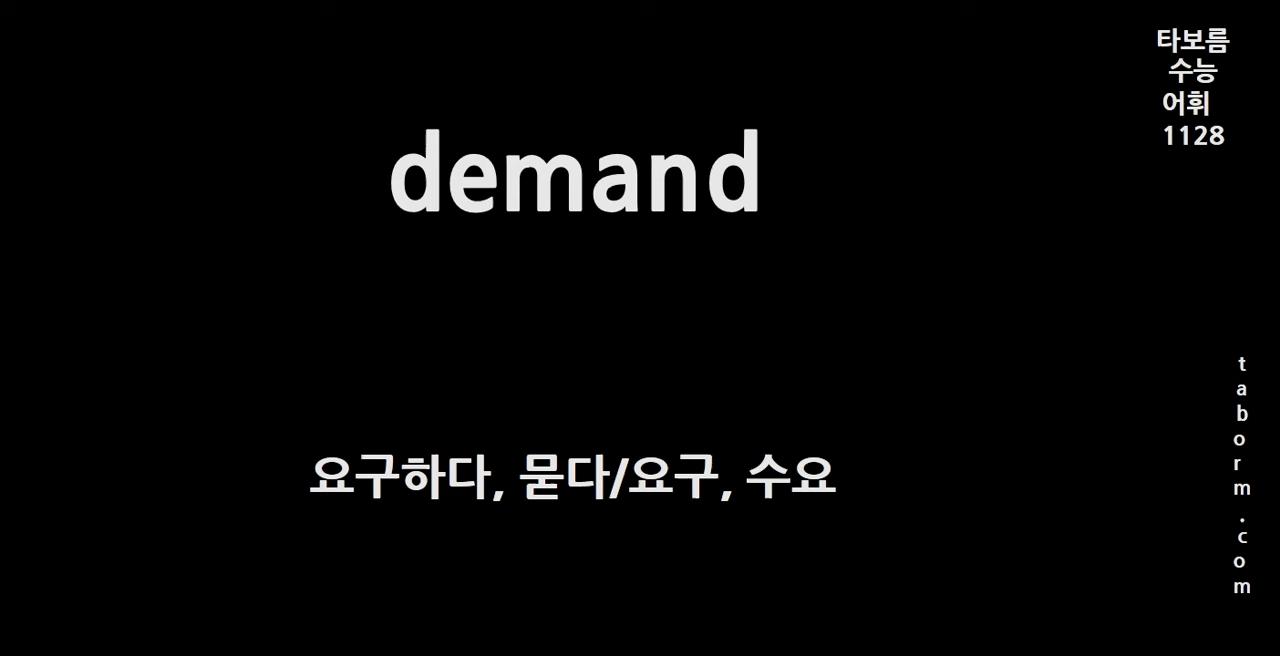 demand
요구하다, 묻다/요구, 수요
타보름
수능
어휘
1128
taborm.com